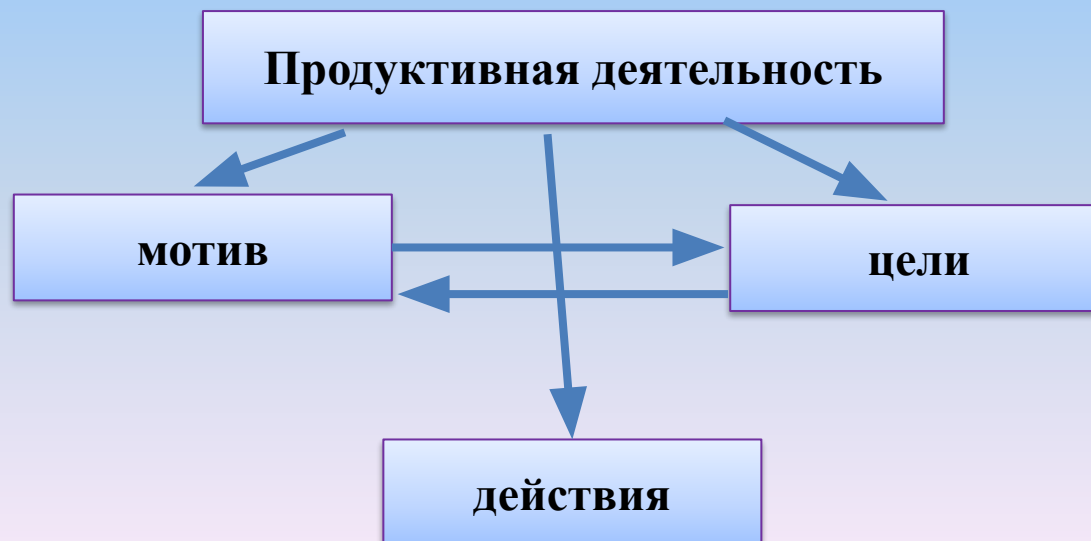 Продуктивная деятельность
мотив
цели
действия